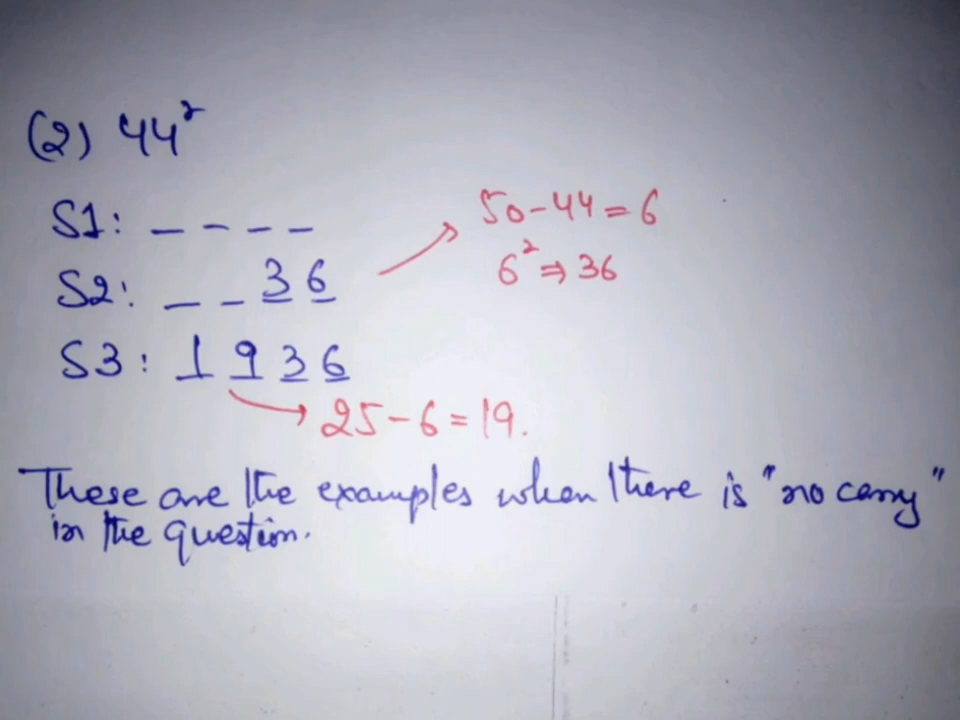 (2) 44²
S1: _ _ _ _
50-44=6
S2: _ _ 3 6
6² ⇒ 36
S3: 1 9 3 6
25-6=19.
These are the examples when there is "no carry"
in the question.